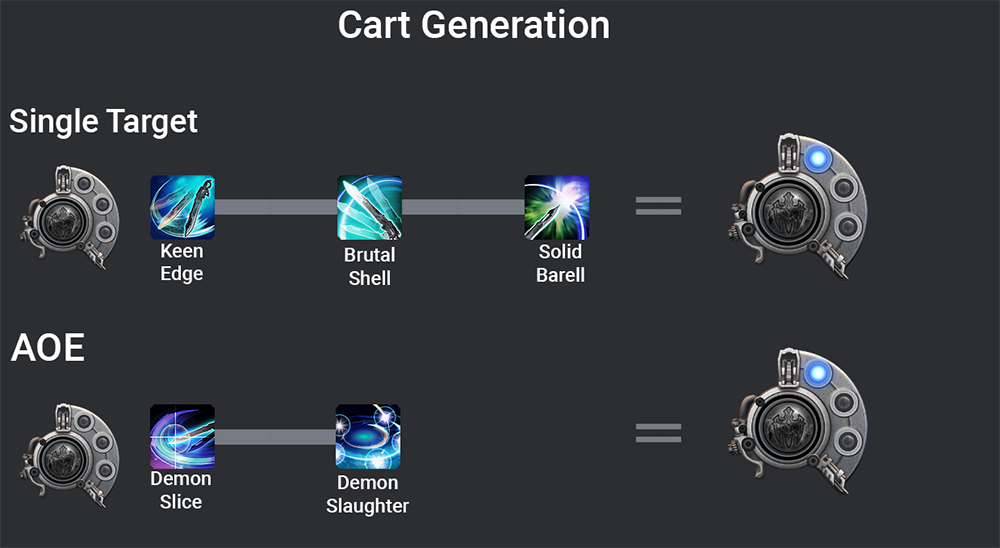 Cart Generation
Single Target
Keen
Edge
Brutal
Shell
Solid
Barell
AOE
Demon
Slice
Demon
Slaughter